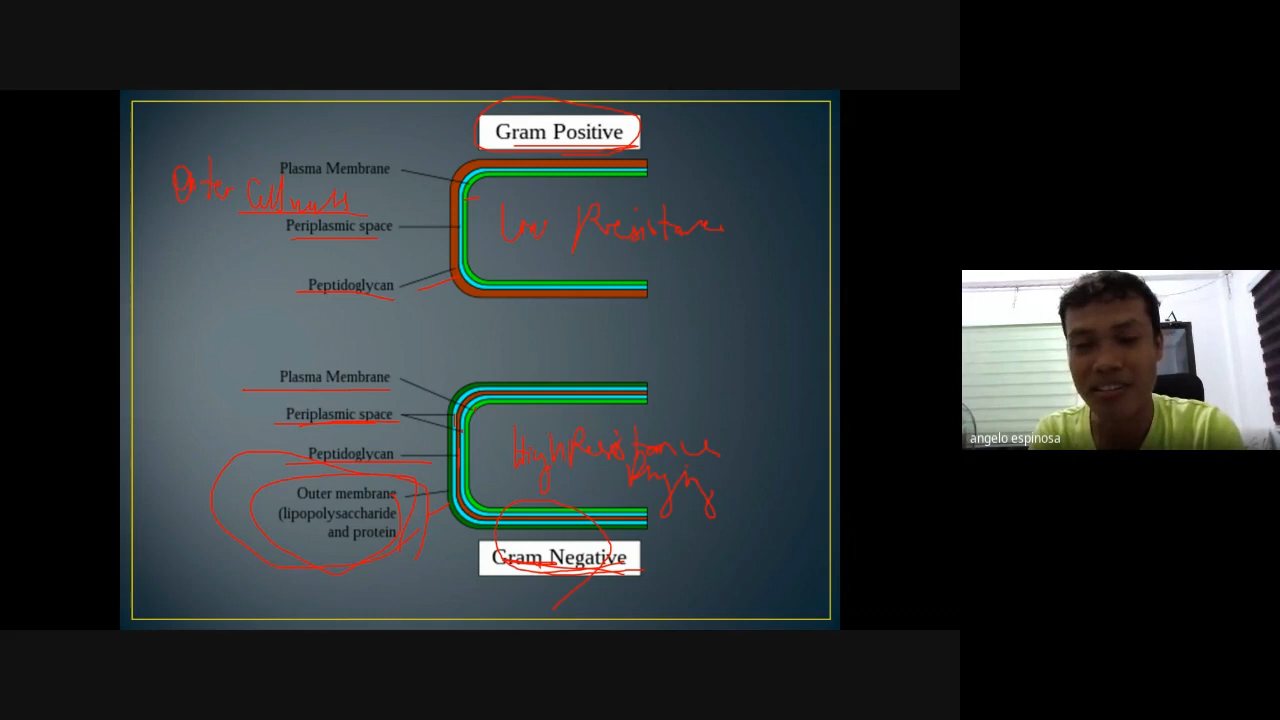 Gram Positive
Plasma Membrane
Outer Cell wall
Periplasmic space
Low Resistance
Peptidoglycan
Plasma Membrane
Periplasmic space
High Resistance
Peptidoglycan
Outer membrane
(lipopolysaccharide
and protein
Gram Negative
angelo espinosa